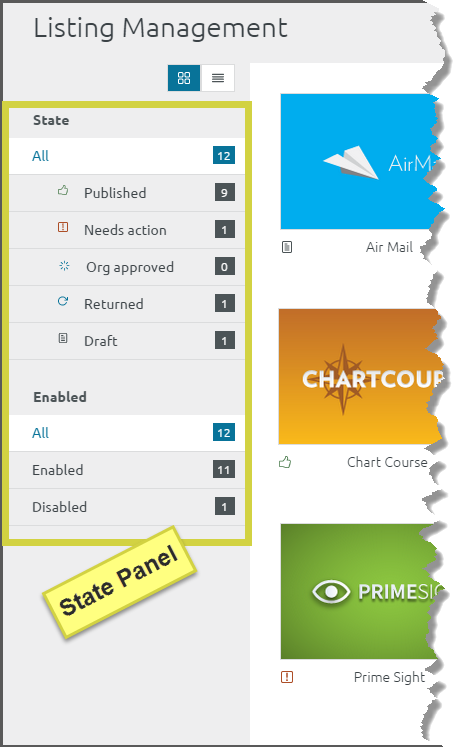 Listing Management
State
All 12
Published 9
Needs action 1
Org approved 0
Returned 1
Draft 1
Enabled
All 12
Enabled 11
Disabled 1
State Panel
AirM
Air Mail
CHARTCOUR
Chart Course
PRIMESIG
Prime Sight